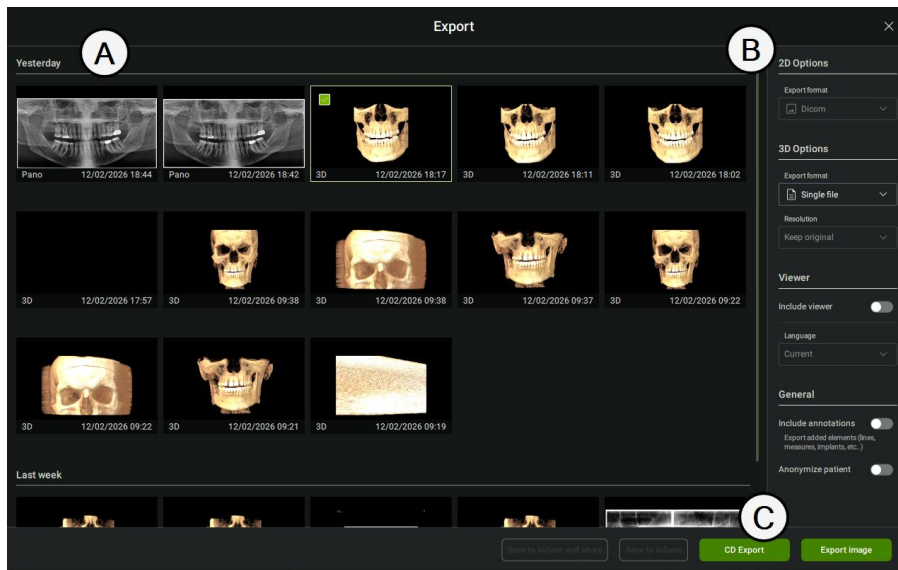 Export
A
B
C
Yesterday
Pano 12/02/2026 18:44
Pano 12/02/2026 18:42
3D 12/02/2026 18:17
3D 12/02/2026 18:11
3D 12/02/2026 18:02
3D 12/02/2026 17:57
3D 12/02/2026 09:38
3D 12/02/2026 09:38
3D 12/02/2026 09:37
3D 12/02/2026 09:22
3D 12/02/2026 09:22
3D 12/02/2026 09:21
3D 12/02/2026 09:19
Last week
2D Options
Export format
Dicom
3D Options
Export format
Single file
Resolution
Keep original
Viewer
Include viewer
Language
Current
General
Include annotations
Export added elements (lines,
measures, implants, etc..)
Anonymize patient
Save to
Save to
CD Export
Export image